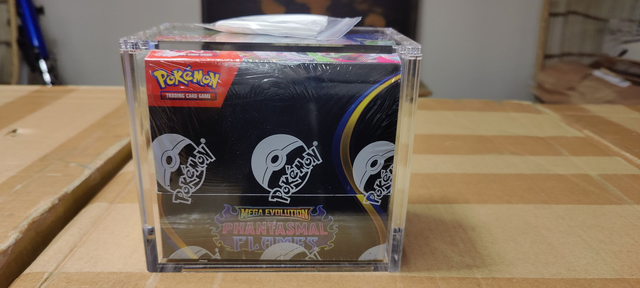 POKéMON
TRADING CARD GAME
POKéMON
POKéMON
POKéMON
MEGA EVOLUTION
PHANTASMAL
FLAMES